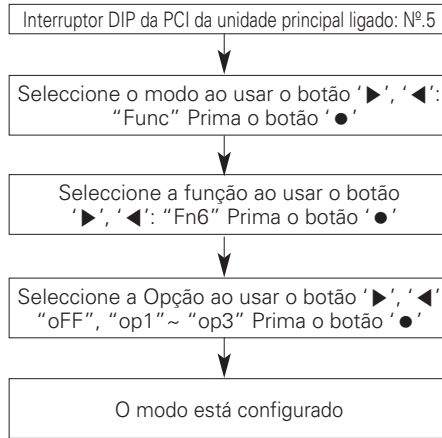 Interruptor DIP da PCI da unidade principal ligado: Nº.5
Seleccione o modo ao usar o botão ‘▶’, ‘◀’:
“Func” Prima o botão ‘●’
Seleccione a função ao usar o botão
‘▶’, ‘◀’: “Fn6” Prima o botão ‘●’
Seleccione a Opção ao usar o botão ‘▶’, ‘◀’
“oFF”, “op1”~ “op3” Prima o botão ‘●’
O modo está configurado